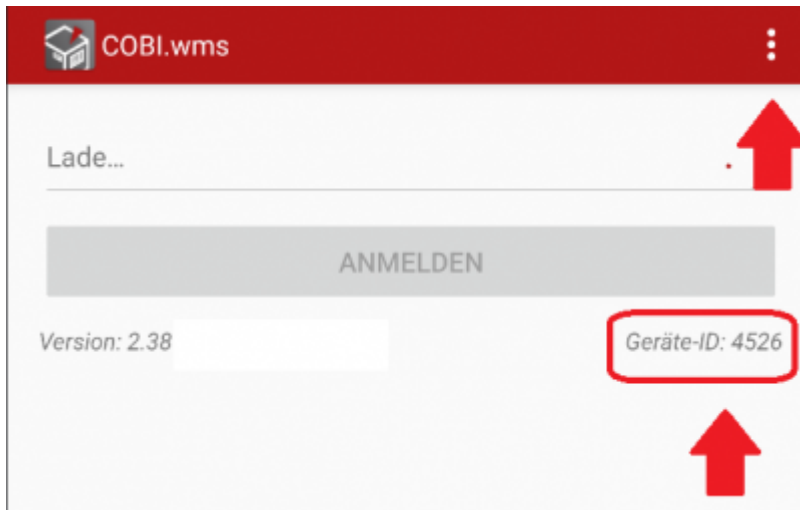 COBI.wms
Lade...
ANMELDEN
Version: 2.38
Geräte-ID: 4526